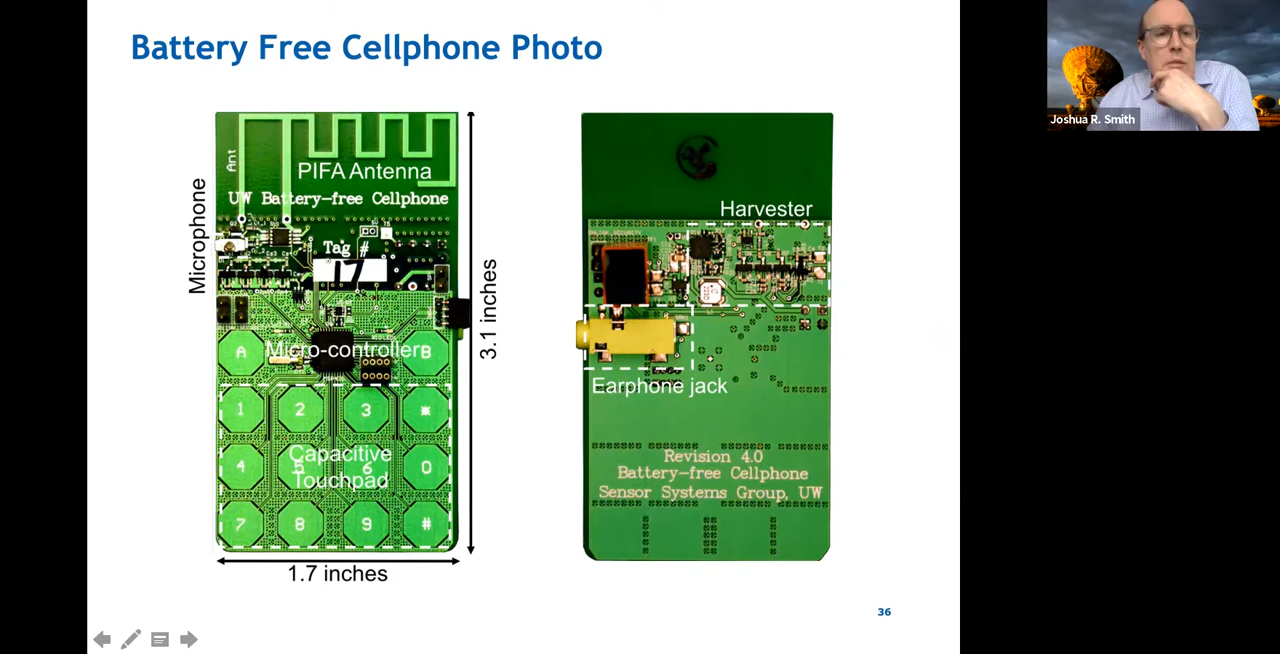 Battery Free Cellphone Photo
Joshua R. Smith
Ant
PIFA Antenna
UW Battery-free Cellphone
Microphone
Tag #
17
3.1 inches
A
Micro-controller
B
1
2
3
*
Capacitive
4
5
6
0
Touchpad
7
8
9
#
1.7 inches
Harvester
Earphone jack
Revision 4.0
Battery-free Cellphone
Sensor Systems Group, UW
36